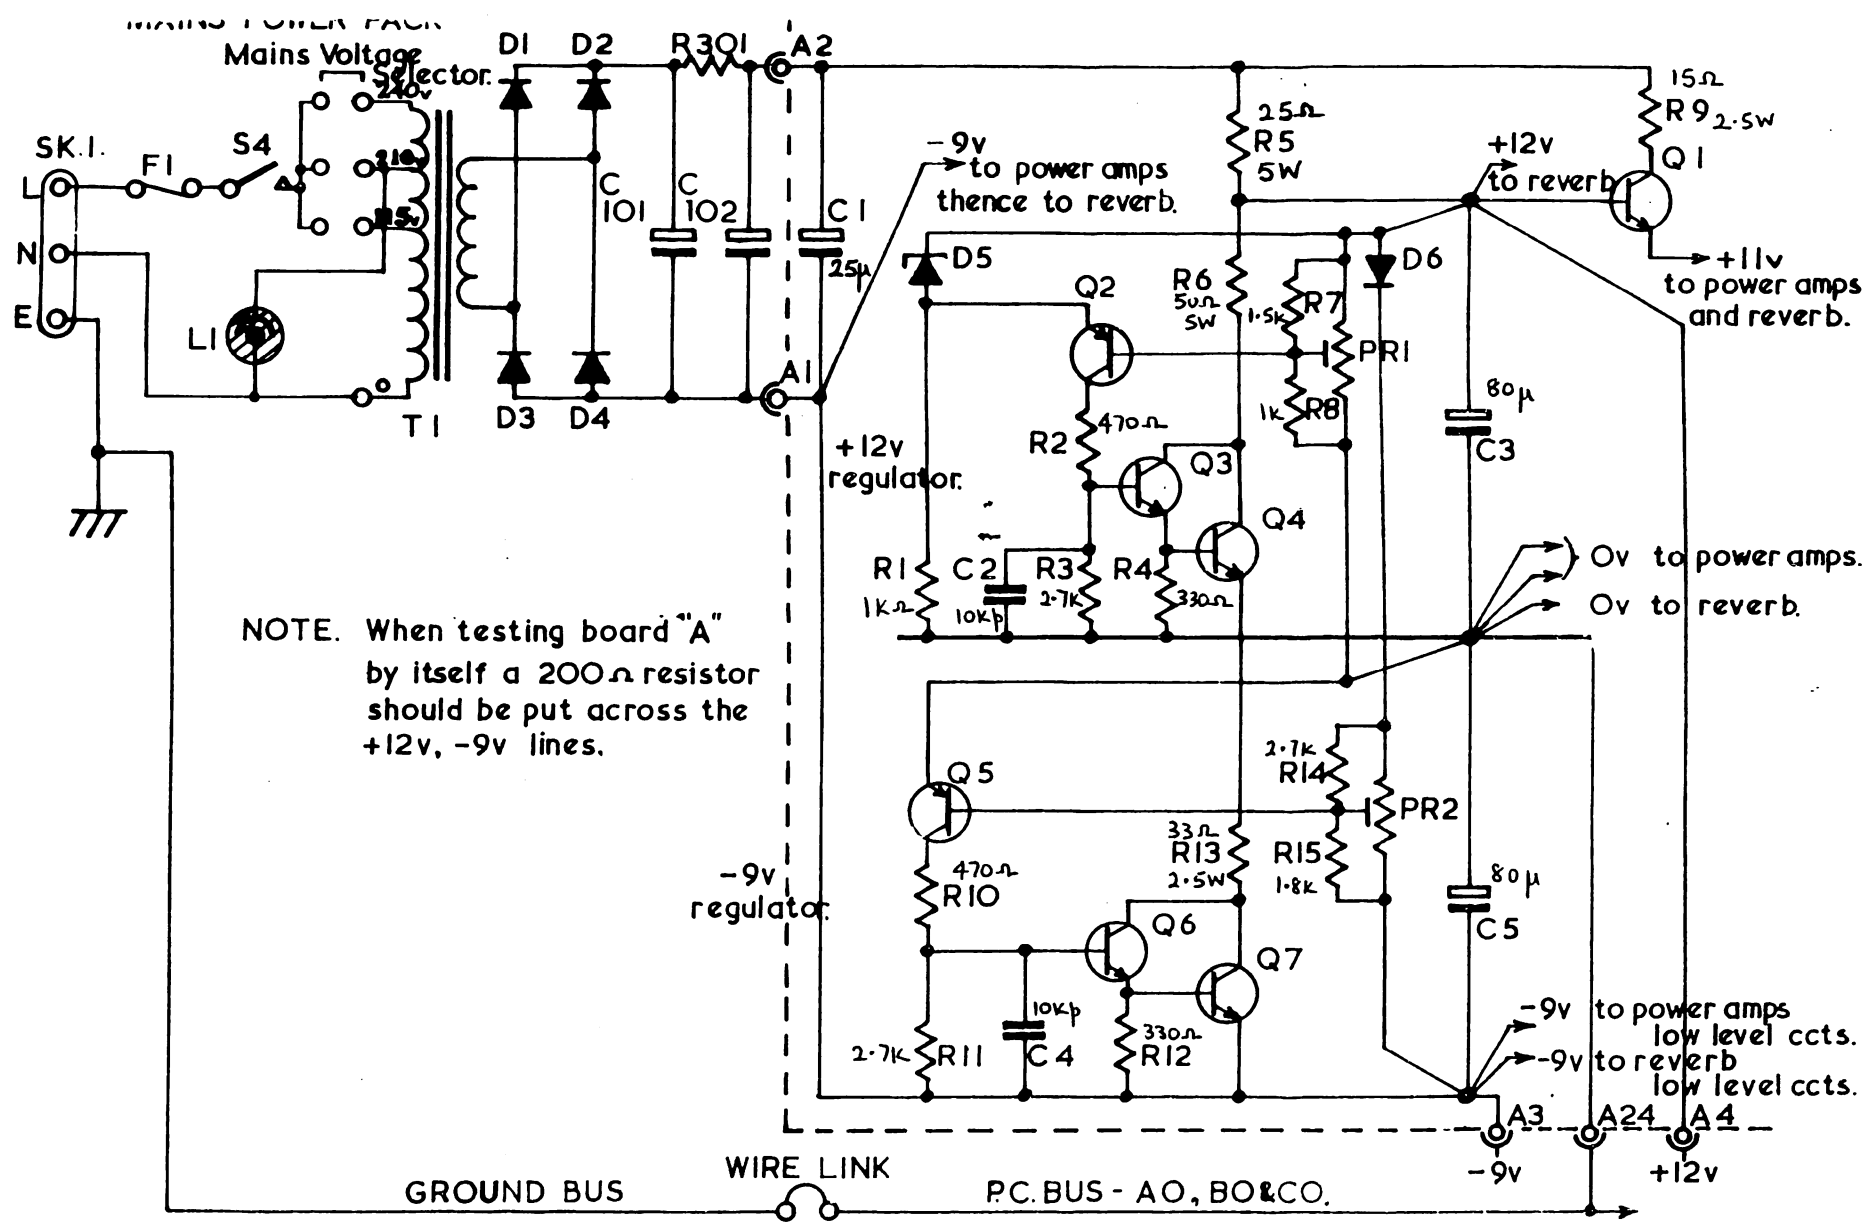 MAINS POWER PACK
Mains Voltage
Selector.
240v
210v
115v
SK.1.
F1
S4
L
N
E
L1
T1
D1
D2
D3
D4
R301
A2
C
101
C
102
C1
25μ
A1
-9v
to power amps
thence to reverb.
25Ω
R5
5W
15Ω
R9
2.5W
Q1
+12v
to reverb
+11v
to power amps
and reverb.
D5
D6
Q2
R6
50Ω
5W
1.5K
R7
PR1
1K
R8
80μ
C3
+12v
regulator.
R2
470Ω
Q3
Q4
R1
1KΩ
C2
10Kp
R3
2.7K
R4
330Ω
0v to power amps.
0v to reverb.
NOTE. When testing board "A"
by itself a 200Ω resistor
should be put across the
+12v, -9v lines.
Q5
2.7K
R14
PR2
33Ω
R13
2.5W
R15
1.8K
-9v
regulator.
470Ω
R10
Q6
Q7
80μ
C5
2.7K
R11
10Kp
C4
330Ω
R12
-9v to power amps
low level ccts.
-9v to reverb
low level ccts.
A3
A24
A4
-9v
+12v
WIRE LINK
GROUND BUS
P.C. BUS - AO, BO & CO.